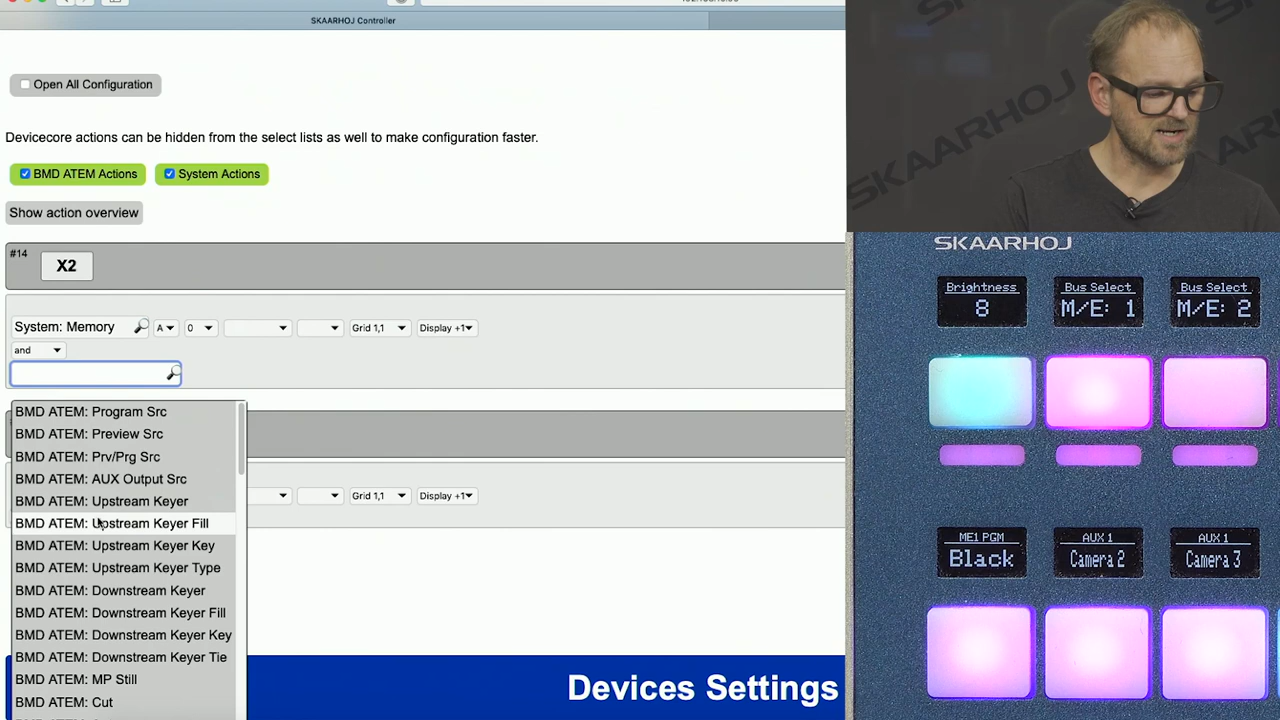 SKAARHOJ Controller
Open All Configuration
Devicecore actions can be hidden from the select lists as well to make configuration faster.
BMD ATEM Actions
System Actions
Show action overview
#14
X2
System: Memory
A
0
Grid 1,1
Display +1
and
BMD ATEM: Program Src
BMD ATEM: Preview Src
BMD ATEM: Prv/Prg Src
BMD ATEM: AUX Output Src
BMD ATEM: Upstream Keyer
BMD ATEM: Upstream Keyer Fill
BMD ATEM: Upstream Keyer Key
BMD ATEM: Upstream Keyer Type
BMD ATEM: Downstream Keyer
BMD ATEM: Downstream Keyer Fill
BMD ATEM: Downstream Keyer Key
BMD ATEM: Downstream Keyer Tie
BMD ATEM: MP Still
BMD ATEM: Cut
Grid 1,1
Display +1
Devices Settings
SKAARHOJ
SKAARHOJ
Brightness
8
Bus Select
M/E: 1
Bus Select
M/E: 2
ME1 PGM
Black
AUX 1
Camera 2
AUX 1
Camera 3